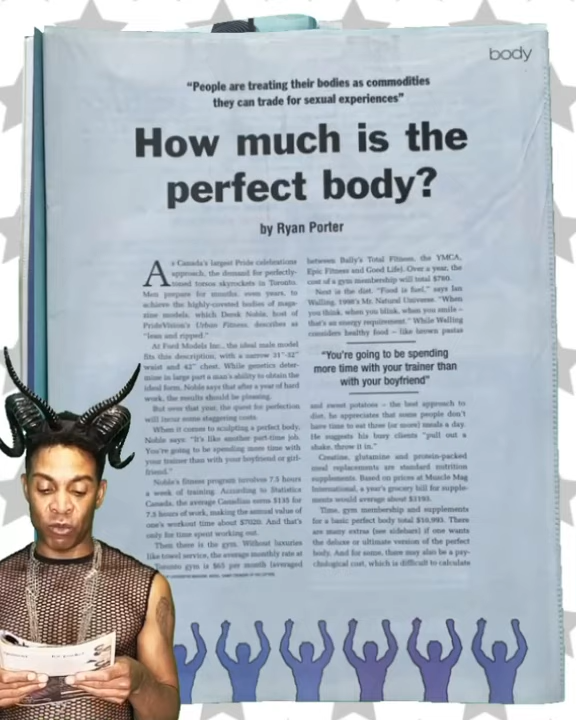 body
"People are treating their bodies as commodities
they can trade for sexual experiences"
How much is the
perfect body?
by Ryan Porter
As Canada's largest Pride celebrations
approach, the demand for perfectly-
toned torsos skyrockets in Toronto.
Men prepare for months, even years, to
achieve the highly-coveted bodies of maga-
zine models, which Derek Noble, host of
PrideVision's Urban Fitness, describes as
"lean and ripped."
At Ford Models Inc., the ideal male model
fits this description, with a narrow 31"-32"
waist and 42" chest. While genetics deter-
mine in large part a man's ability to obtain the
ideal form, Noble says that after a year of hard
work, the results should be pleasing.
But even that year, the quest for perfection
will incur some staggering costs.
When it comes to sculpting a perfect body,
Noble says: "It's like another part-time job.
You're going to be spending more time with
your trainer than with your boyfriend or girl-
friend."
Noble's fitness program involves 7.5 hours
a week of training. According to Statistics
Canada, the average Canadian earns $135 for
7.5 hours of work, making the annual value of
one's workout time about $7020. And that's
only for time spent working out.
Then there is the gym. Without luxuries
like towel service, the average monthly rate at
Toronto gym is $65 per month (averaged
between Bally's Total Fitness, the YMCA,
Epic Fitness and Good Life). Over a year, the
cost of a gym membership will total $780.
Next is the diet. "Food is fuel," says Ian
Walling, 1998's Mr. Natural Universe. "When
you think, when you blink, when you smile –
that's an energy requirement." While Walling
considers healthy food – like brown pastas
"You're going to be spending
more time with your trainer than
with your boyfriend"
and sweet potatoes – the best approach to
diet, he appreciates that some people don't
have time to eat three (or more) meals a day.
He suggests his busy clients "pull out a
shake, throw it in."
Creatine, glutamine and protein-packed
meal replacements are standard nutrition
supplements. Based on prices at Muscle Mag
International, a year's grocery bill for supple-
ments would average about $3195.
Time, gym membership and supplements
for a basic perfect body total $10,995. There
are many extras (see sidebars) if one wants
the deluxe or ultimate version of the perfect
body. And for some, there may also be a psy-
chological cost, which is difficult to calculate